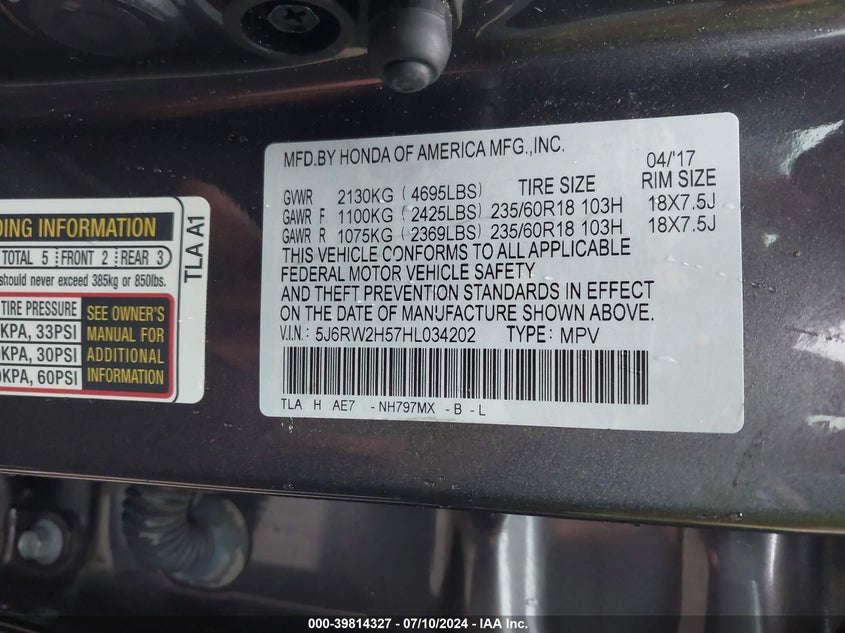 MFD.BY HONDA OF AMERICA MFG.,INC. 04/'17
GVWR 2130KG (4695LBS) TIRE SIZE RIM SIZE
GAWR F 1100KG (2425LBS) 235/60R18 103H 18X7.5J
GAWR R 1075KG (2369LBS) 235/60R18 103H 18X7.5J
THIS VEHICLE CONFORMS TO ALL APPLICABLE
FEDERAL MOTOR VEHICLE SAFETY
AND THEFT PREVENTION STANDARDS IN EFFECT
ON THE DATE OF MANUFACTURE SHOWN ABOVE.
V.I.N: 5J6RW2H57HL034202 TYPE: MPV
TLA H AE7 -NH797MX -B -L
INFORMATION
TOTAL 5 FRONT 2 REAR 3
should never exceed 385kg or 850lbs.
TIRE PRESSURE
KPA, 33PSI
KPA, 30PSI
KPA, 60PSI
SEE OWNER'S
MANUAL FOR
ADDITIONAL
INFORMATION
TLA A1
000-39814327 - 07/10/2024 - IAA Inc.